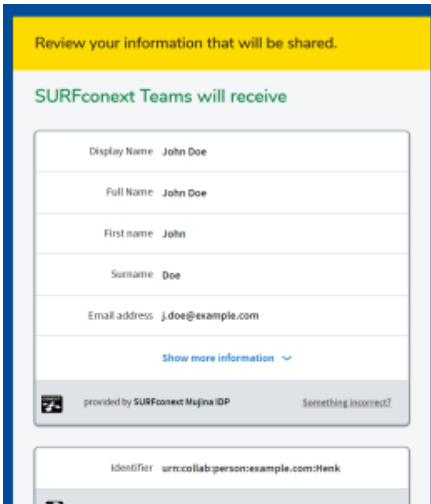 Review your information that will be shared.
SURFconext Teams will receive
Display Name John Doe
Full Name John Doe
First name John
Surname Doe
Email address j.doe@example.com
Show more information
provided by SURFconext Mujina IDP Something incorrect?
Identifier urn:collab:person:example.com:Henk